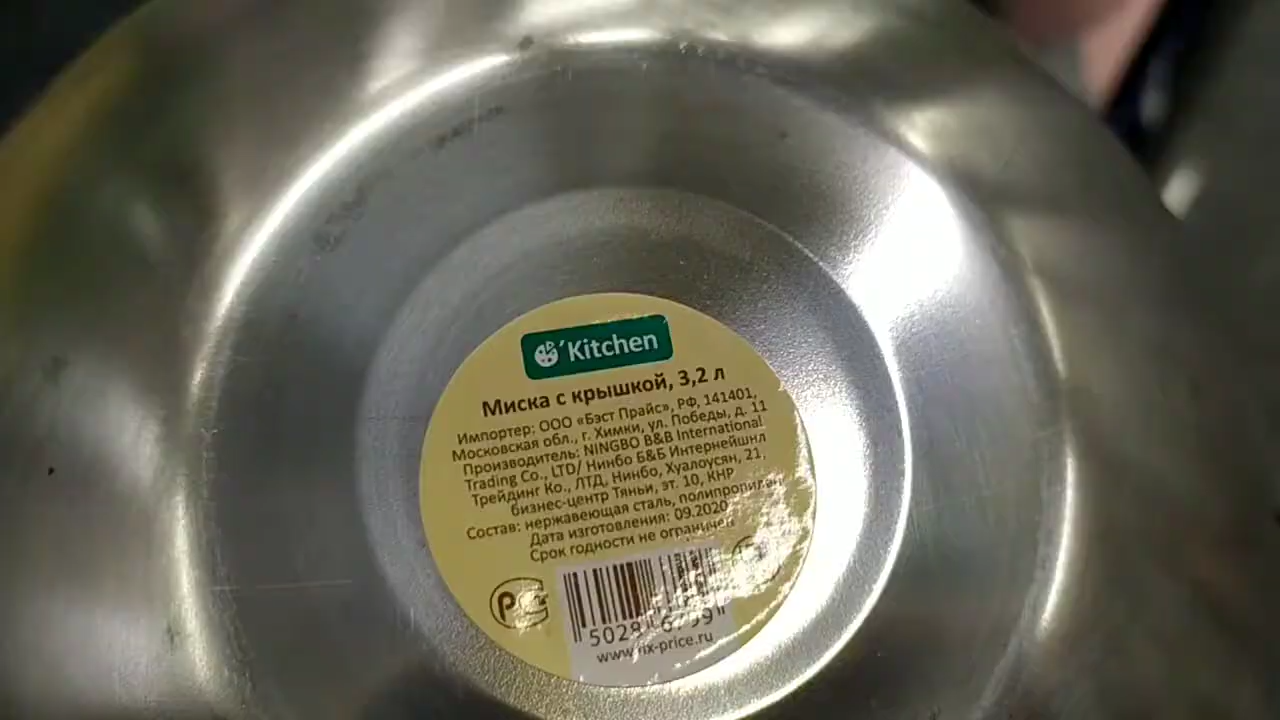 'Kitchen
Миска с крышкой, 3,2 л
Импортер: ООО «Бэст Прайс», РФ, 141401,
Московская обл., г. Химки, ул. Победы, д. 11
Производитель: NINGBO B&B International
Trading Co., LTD/ Нинбо Б&Б Интернейшнл
Трейдинг Ко., ЛТД, Нинбо, Хуалоусян, 21,
бизнес-центр Тяньи, эт. 10, КНР
Состав: нержавеющая сталь, полипропилен
Дата изготовления: 09.2020
Срок годности не ограничен
www.fix-price.ru